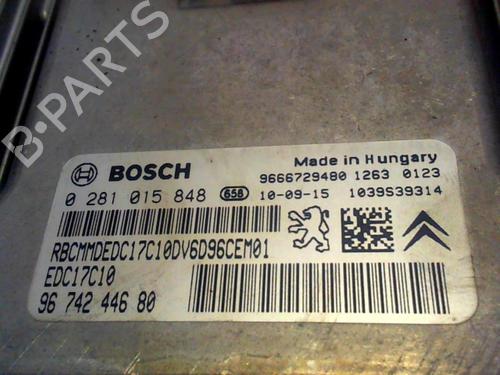 B-PARTS
BOSCH
Made in Hungary
0 281 015 848 658
9666729480 1263 0123
10-09-15 1039S39314
RBCMMDEDC17C10DV6D96CEM01
EDC17C10
96 742 446 80